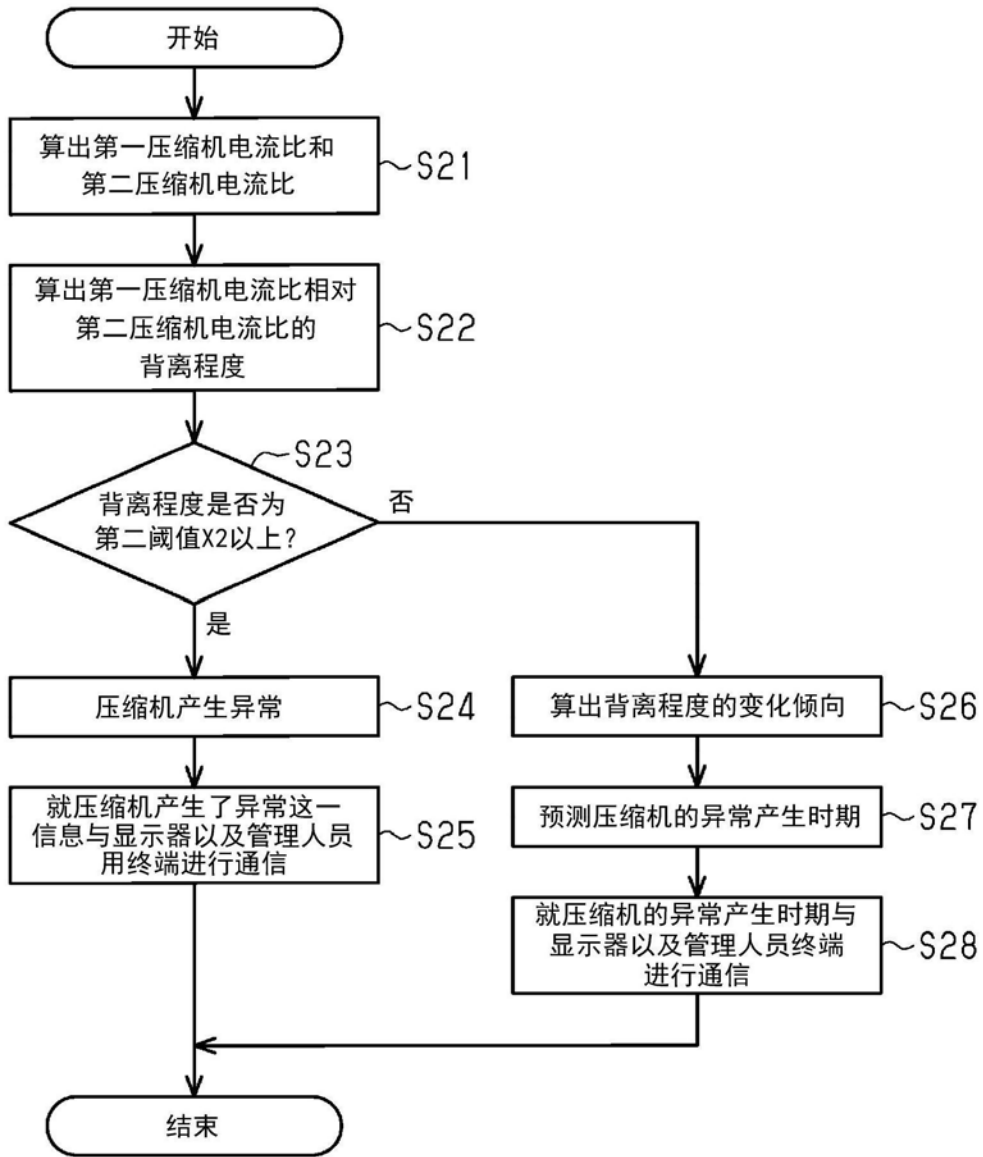 开始
算出第一压缩机电流比和
第二压缩机电流比
S21
算出第一压缩机电流比相对
第二压缩机电流比的
背离程度
S22
S23
背离程度是否为
第二阈值X2以上?
否
是
压缩机产生异常
S24
就压缩机产生了异常这一
信息与显示器以及管理人员
用终端进行通信
S25
算出背离程度的变化倾向
S26
预测压缩机的异常产生时期
S27
就压缩机的异常产生时期与
显示器以及管理人员终端
进行通信
S28
结束